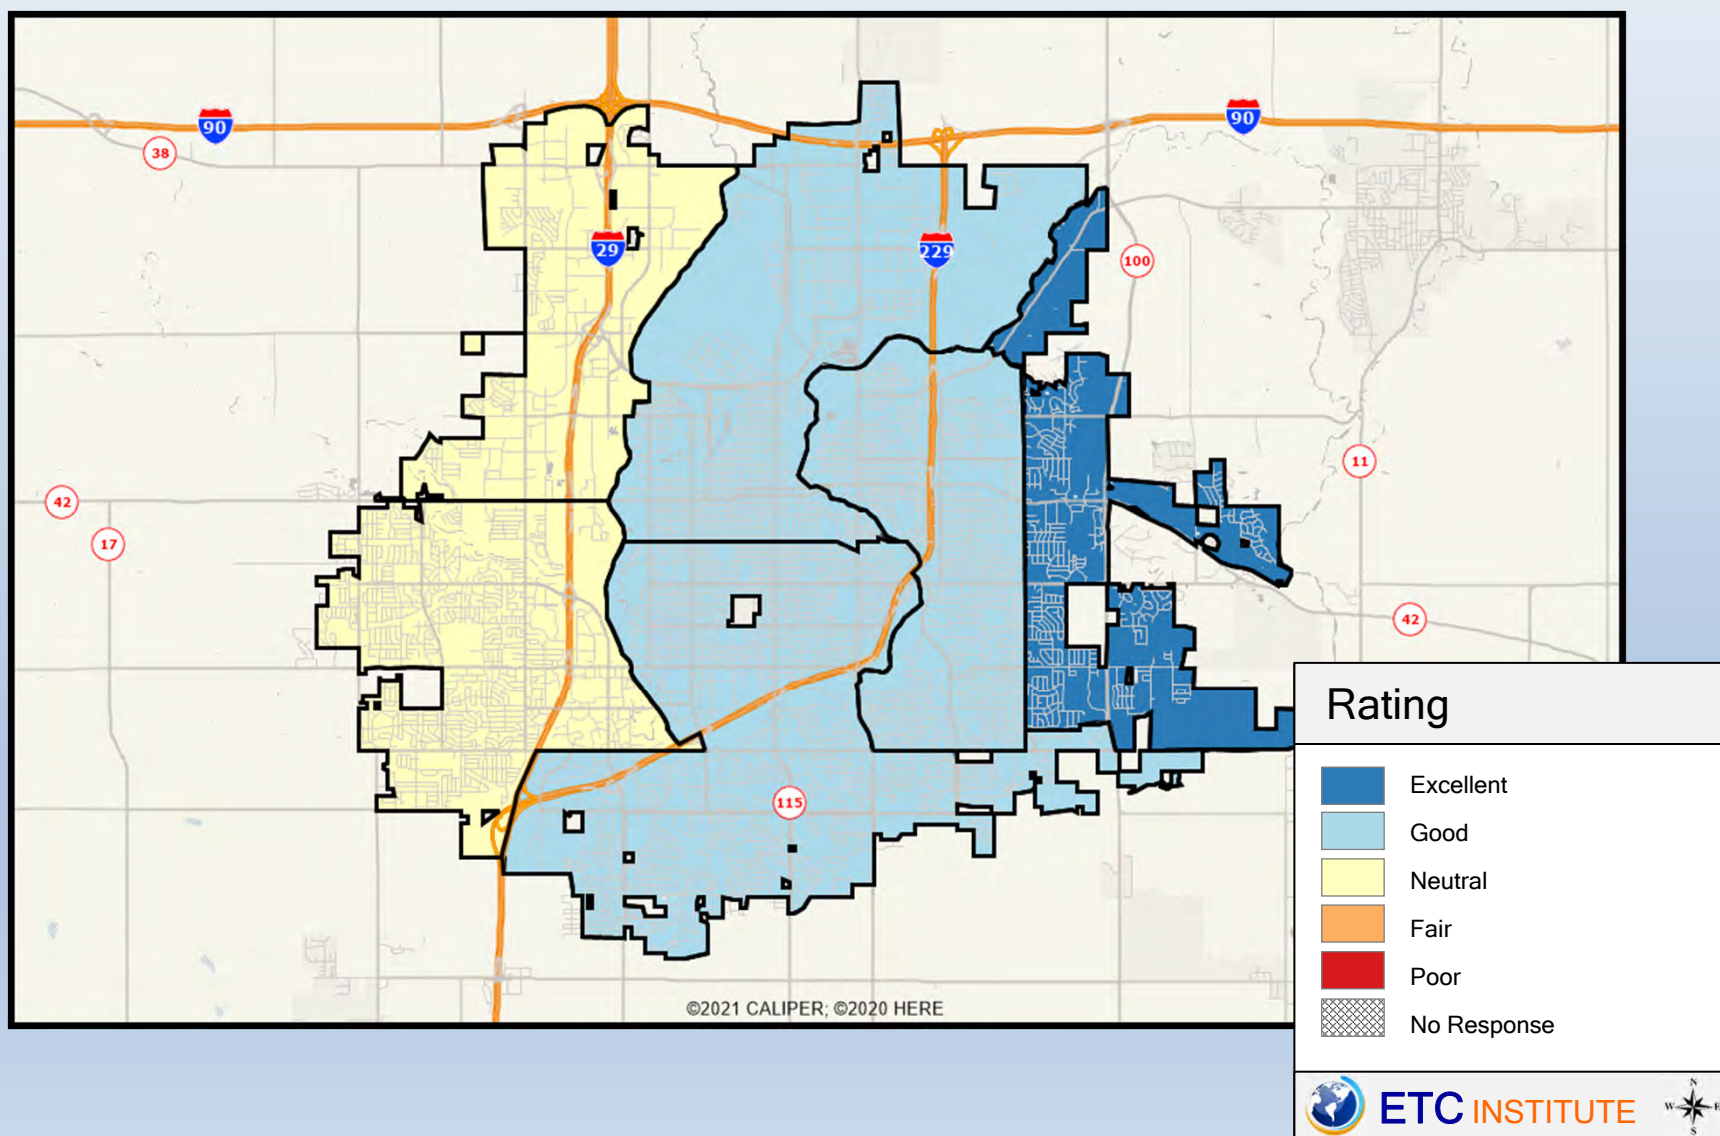 90
90
38
29
229
100
11
42
17
42
115
©2021 CALIPER; ©2020 HERE
Rating
Excellent
Good
Neutral
Fair
Poor
No Response
ETC INSTITUTE
N
W E
S